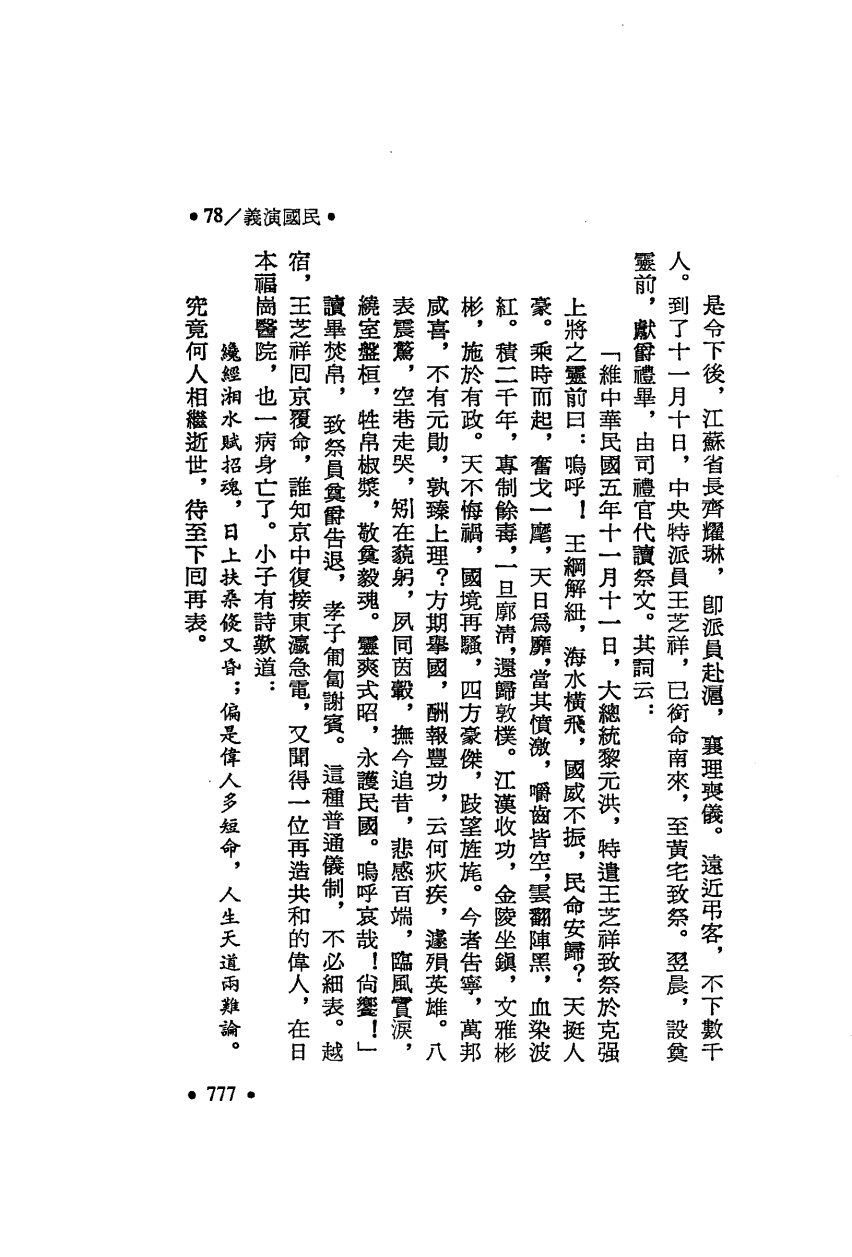 •78／義演國民•
是令下後，江蘇省長齊耀琳，卽派員赴滬，襄理喪儀。遠近弔客，不下數千
人。到了十一月十日，中央特派員王芝祥，已銜命南來，至黃宅致祭。翌晨，設奠
靈前，獻爵禮畢，由司禮官代讀祭文。其詞云：
「維中華民國五年十一月十一日，大總統黎元洪，特遣王芝祥致祭於克强
上將之靈前曰：嗚呼！王綱解紐，海水橫飛，國威不振，民命安歸？天挺人
豪。乘時而起，奮戈一麾，天日爲靡，當其憤激，嚼齒皆空，雲翻陣黑，血染波
紅。積二千年，專制餘毒，一旦廓清，還歸敦樸。江漢收功，金陵坐鎭，文雅彬
彬，施於有政。天不悔禍，國境再騷，四方豪傑，跂望旌旄。今者告寧，萬邦
咸喜，不有元勛，孰臻上理？方期舉國，酬報豐功，云何疢疾，遽殞英雄。八
表震驚，空巷走哭，矧在藐躬，夙同茵轂，撫今追昔，悲感百端，臨風實淚，
繞室盤桓，牲帛椒漿，敬奠毅魂。靈爽式昭，永護民國。嗚呼哀哉！尙饗！」
讀畢焚帛，致祭員奠爵告退，孝子匍匐謝賓。這種普通儀制，不必細表。越
宿，王芝祥回京覆命，誰知京中復接東瀛急電，又聞得一位再造共和的偉人，在日
本福岡醫院，也一病身亡了。小子有詩歎道：
纔經湘水賦招魂，日上扶桑倐又昏；偏是偉人多短命，人生天道兩難論。
究竟何人相繼逝世，待至下回再表。
•777•